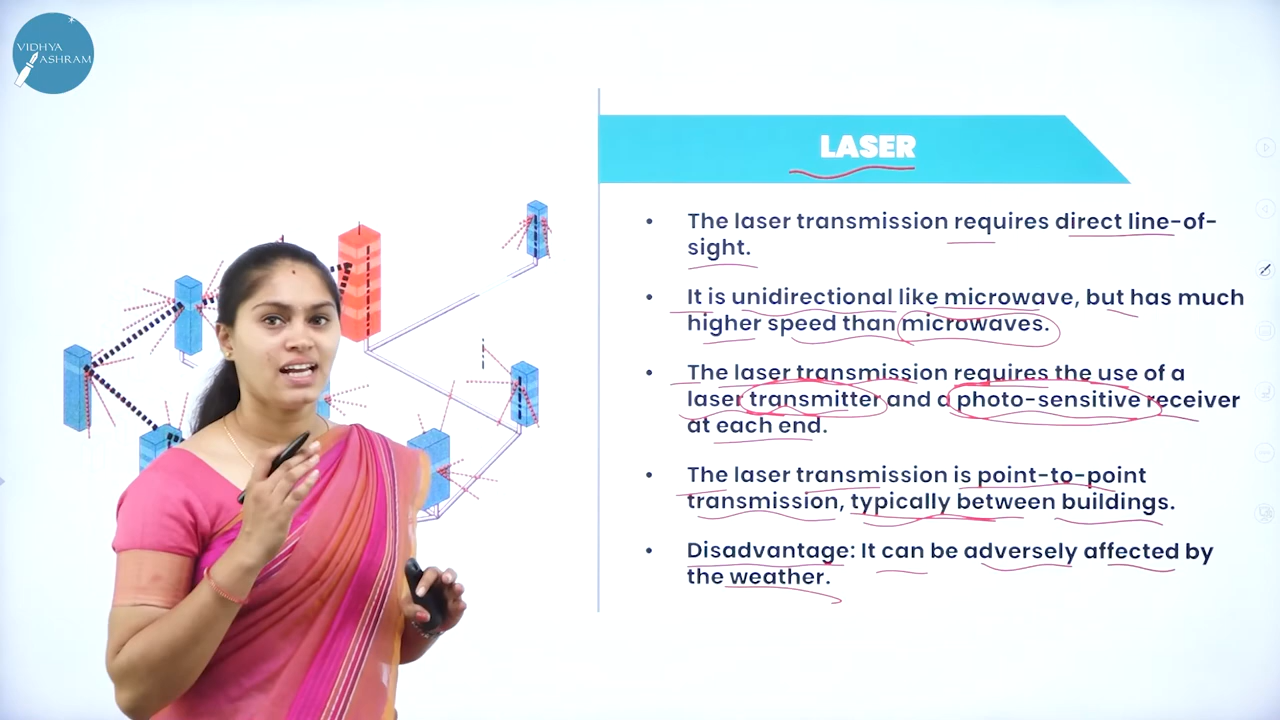 VIDHYA
ASHRAM
LASER
• The laser transmission requires direct line-of-
sight.
• It is unidirectional like microwave, but has much
higher speed than microwaves.
• The laser transmission requires the use of a
laser transmitter and a photo-sensitive receiver
at each end.
• The laser transmission is point-to-point
transmission, typically between buildings.
• Disadvantage: It can be adversely affected by
the weather.